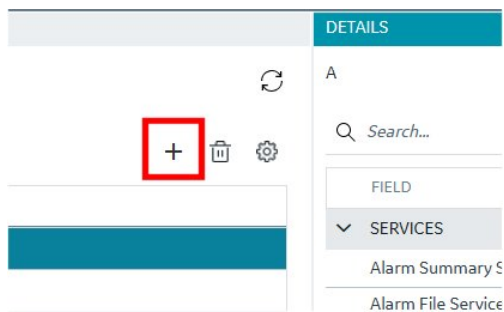 DETAILS
A
Search...
FIELD
SERVICES
Alarm Summary S
Alarm File Service